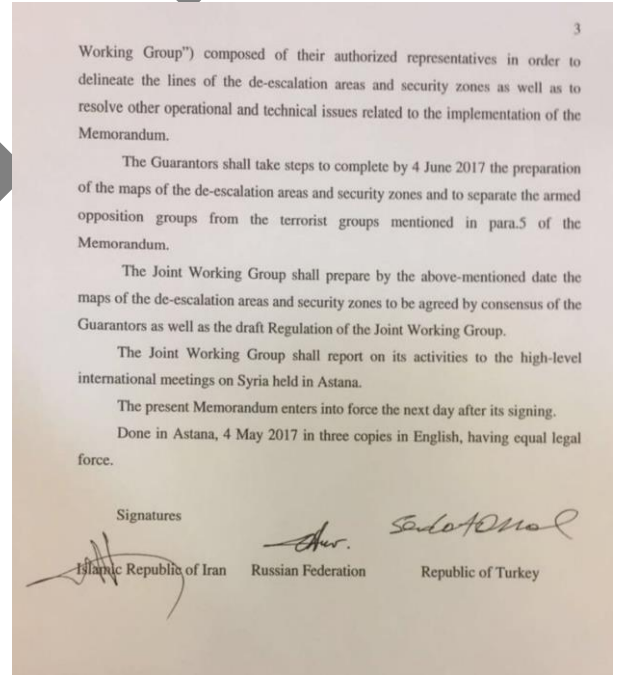 3
Working Group") composed of their authorized representatives in order to
delineate the lines of the de-escalation areas and security zones as well as to
resolve other operational and technical issues related to the implementation of the
Memorandum.
The Guarantors shall take steps to complete by 4 June 2017 the preparation
of the maps of the de-escalation areas and security zones and to separate the armed
opposition groups from the terrorist groups mentioned in para.5 of the
Memorandum.
The Joint Working Group shall prepare by the above-mentioned date the
maps of the de-escalation areas and security zones to be agreed by consensus of the
Guarantors as well as the draft Regulation of the Joint Working Group.
The Joint Working Group shall report on its activities to the high-level
international meetings on Syria held in Astana.
The present Memorandum enters into force the next day after its signing.
Done in Astana, 4 May 2017 in three copies in English, having equal legal
force.
Signatures
Islamic Republic of Iran Russian Federation Republic of Turkey